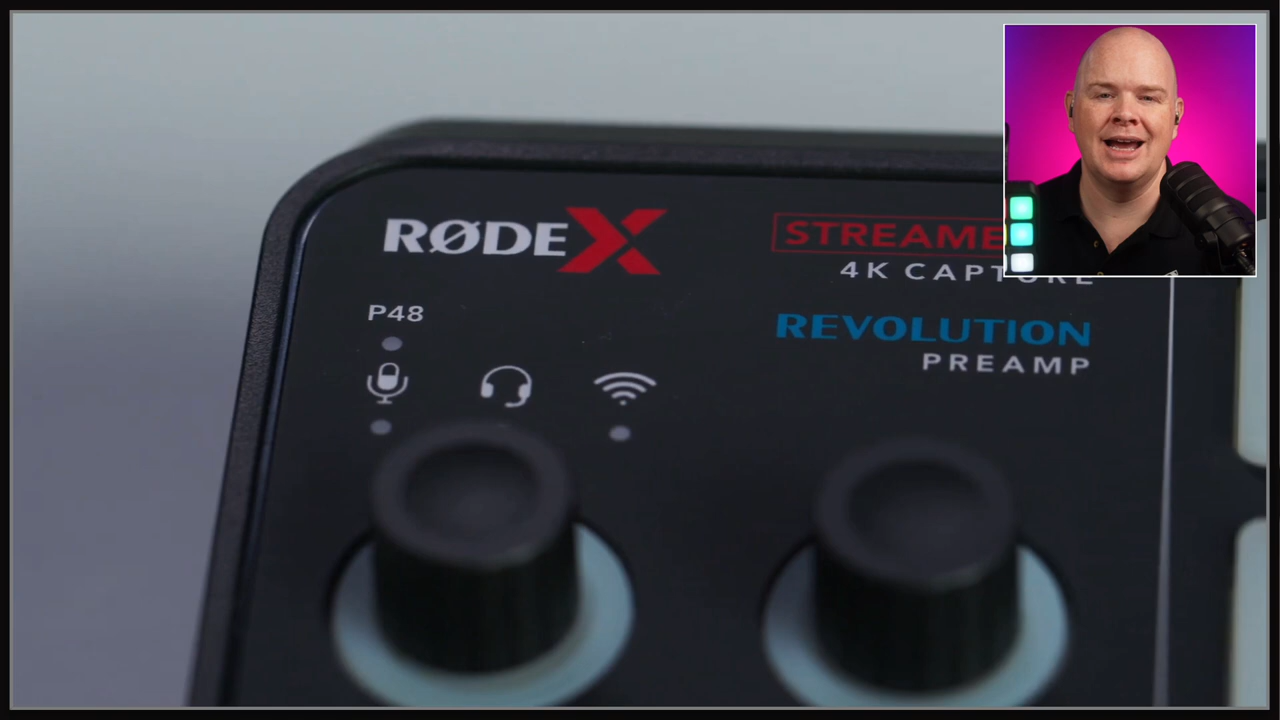 RØDE X
STREAME
4K CAPTURE
P48
REVOLUTION
PREAMP